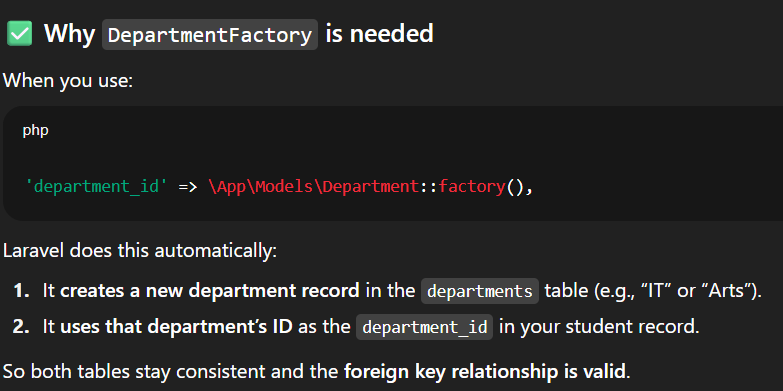 ✅ Why DepartmentFactory is needed
When you use:
php
'department_id' => \App\Models\Department::factory(),
Laravel does this automatically:
1. It creates a new department record in the departments table (e.g., “IT” or “Arts”).
2. It uses that department’s ID as the department_id in your student record.
So both tables stay consistent and the foreign key relationship is valid.